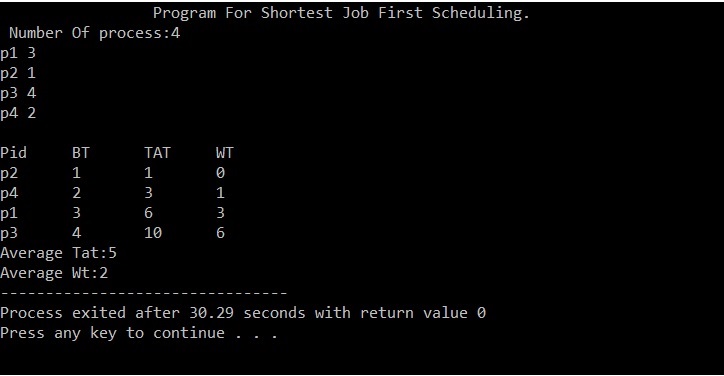 Program For Shortest Job First Scheduling.
Number Of process:4
p1 3
p2 1
p3 4
p4 2
Pid BT TAT WT
p2 1 1 0
p4 2 3 1
p1 3 6 3
p3 4 10 6
Average Tat:5
Average Wt:2
--------------------------------
Process exited after 30.29 seconds with return value 0
Press any key to continue . . .